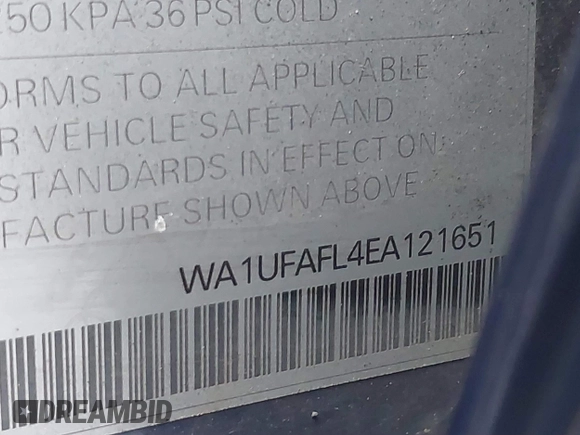 250 KPA 36 PSI COLD
ORMS TO ALL APPLICABLE
R VEHICLE SAFETY AND
STANDARDS IN EFFECT ON
FACTURE SHOWN ABOVE
WA1UFAFL4EA121651
DREAMBID